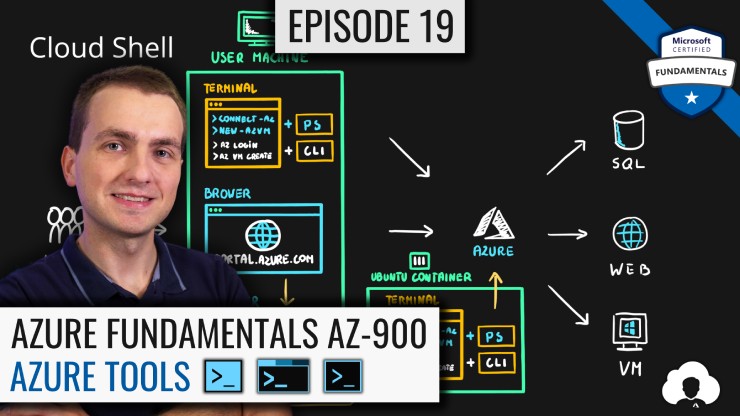 EPISODE 19
Cloud Shell
USER MACHINE
Microsoft
CERTIFIED
FUNDAMENTALS
TERMINAL
>CONNECT-AZ
>NEW-AZVM
>AZ LOGIN
>AZ VM CREATE
+ PS
+ CLI
SQL
BROWER
PORTAL.AZURE.COM
AZURE
WEB
UBUNTU CONTAINER
TERMINAL
+ PS
+ CLI
VM
AZURE FUNDAMENTALS AZ-900
AZURE TOOLS >_ >_ >_